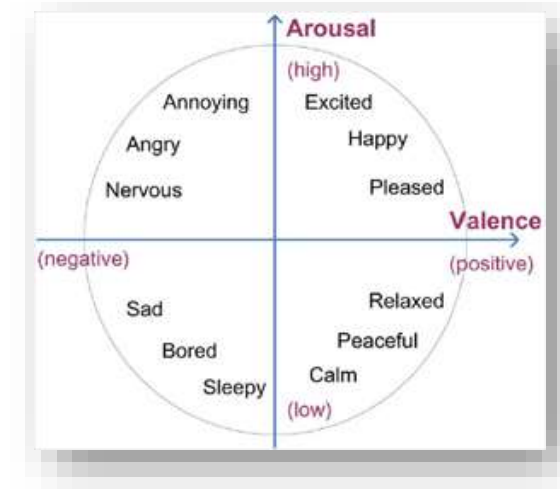 Arousal
(high)
Annoying
Excited
Angry
Happy
Nervous
Pleased
Valence
(negative)
(positive)
Sad
Relaxed
Bored
Peaceful
Sleepy
Calm
(low)